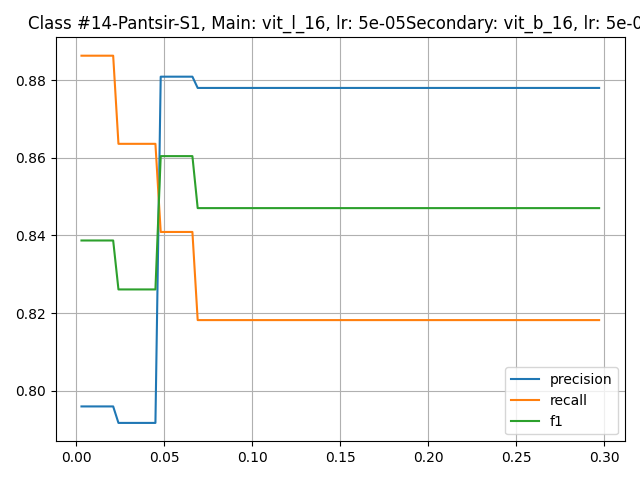 Class #14-Pantsir-S1, Main: vit_l_16, lr: 5e-05Secondary: vit_b_16, lr: 5e-0
0.88
0.86
0.84
0.82
0.80
0.00 0.05 0.10 0.15 0.20 0.25 0.30
precision
recall
f1